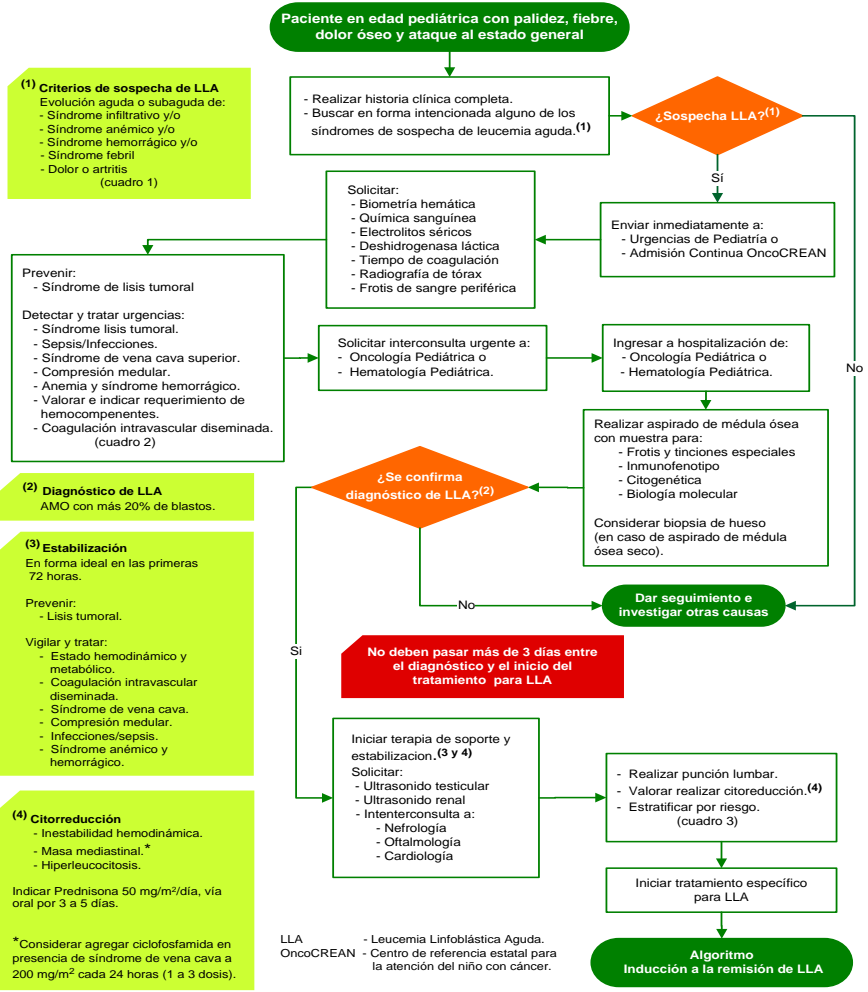 Paciente en edad pediátrica con palidez, fiebre,
dolor óseo y ataque al estado general
(1) Criterios de sospecha de LLA
Evolución aguda o subaguda de:
- Síndrome infiltrativo y/o
- Síndrome anémico y/o
- Síndrome hemorrágico y/o
- Síndrome febril
- Dolor o artritis
(cuadro 1)
- Realizar historia clínica completa.
- Buscar en forma intencionada alguno de los
síndromes de sospecha de leucemia aguda.(1)
¿Sospecha LLA?(1)
Sí
No
Enviar inmediatamente a:
- Urgencias de Pediatría o
- Admisión Continua OncoCREAN
Solicitar:
- Biometría hemática
- Química sanguínea
- Electrolitos séricos
- Deshidrogenasa láctica
- Tiempo de coagulación
- Radiografía de tórax
- Frotis de sangre periférica
Prevenir:
- Síndrome de lisis tumoral
Detectar y tratar urgencias:
- Síndrome lisis tumoral.
- Sepsis/Infecciones.
- Síndrome de vena cava superior.
- Compresión medular.
- Anemia y síndrome hemorrágico.
- Valorar e indicar requerimiento de
hemocompenentes.
- Coagulación intravascular diseminada.
(cuadro 2)
Solicitar interconsulta urgente a:
- Oncología Pediátrica o
- Hematología Pediátrica.
Ingresar a hospitalización de:
- Oncología Pediátrica o
- Hematología Pediátrica.
Realizar aspirado de médula ósea
con muestra para:
- Frotis y tinciones especiales
- Inmunofenotipo
- Citogenética
- Biología molecular
Considerar biopsia de hueso
(en caso de aspirado de médula
ósea seco).
¿Se confirma
diagnóstico de LLA?(2)
No
Si
Dar seguimiento e
investigar otras causas
(2) Diagnóstico de LLA
AMO con más 20% de blastos.
(3) Estabilización
En forma ideal en las primeras
72 horas.
Prevenir:
- Lisis tumoral.
Vigilar y tratar:
- Estado hemodinámico y
metabólico.
- Coagulación intravascular
diseminada.
- Síndrome de vena cava.
- Compresión medular.
- Infecciones/sepsis.
- Síndrome anémico y
hemorrágico.
No deben pasar más de 3 días entre
el diagnóstico y el inicio del
tratamiento para LLA
Iniciar terapia de soporte y
estabilizacion.(3 y 4)
Solicitar:
- Ultrasonido testicular
- Ultrasonido renal
- Intenterconsulta a:
- Nefrología
- Oftalmología
- Cardiología
- Realizar punción lumbar.
- Valorar realizar citoreducción.(4)
- Estratificar por riesgo.
(cuadro 3)
Iniciar tratamiento específico
para LLA
Algoritmo
Inducción a la remisión de LLA
(4) Citorreducción
- Inestabilidad hemodinámica.
- Masa mediastinal.*
- Hiperleucocitosis.
Indicar Prednisona 50 mg/m²/día, vía
oral por 3 a 5 días.
*Considerar agregar ciclofosfamida en
presencia de síndrome de vena cava a
200 mg/m² cada 24 horas (1 a 3 dosis).
LLA - Leucemia Linfoblástica Aguda.
OncoCREAN - Centro de referencia estatal para
la atención del niño con cáncer.